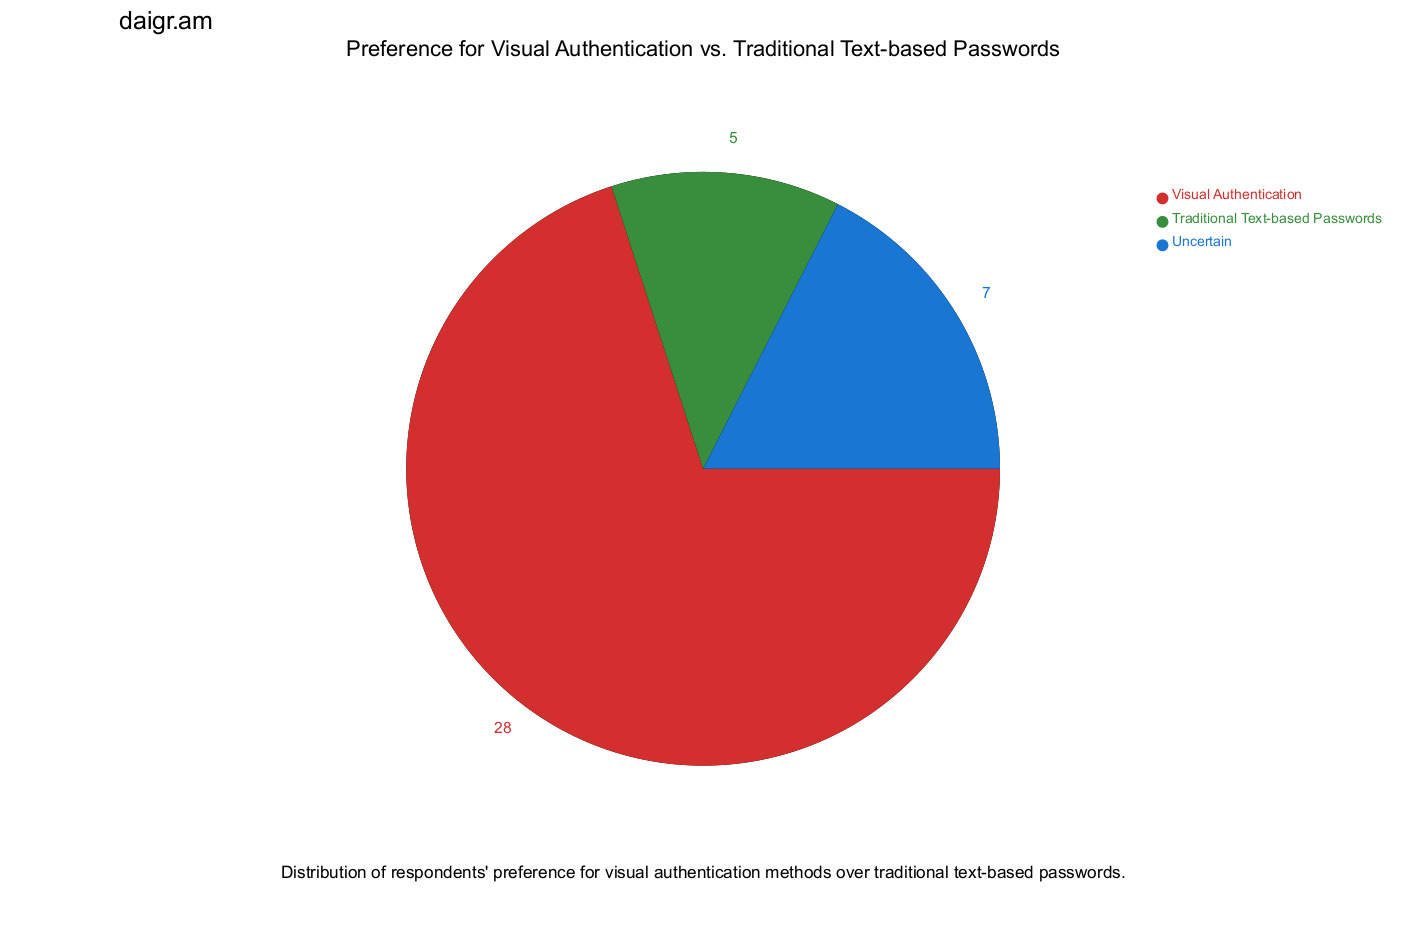 daigr.am
Preference for Visual Authentication vs. Traditional Text-based Passwords
5
Visual Authentication
Traditional Text-based Passwords
Uncertain
7
28
Distribution of respondents' preference for visual authentication methods over traditional text-based passwords.